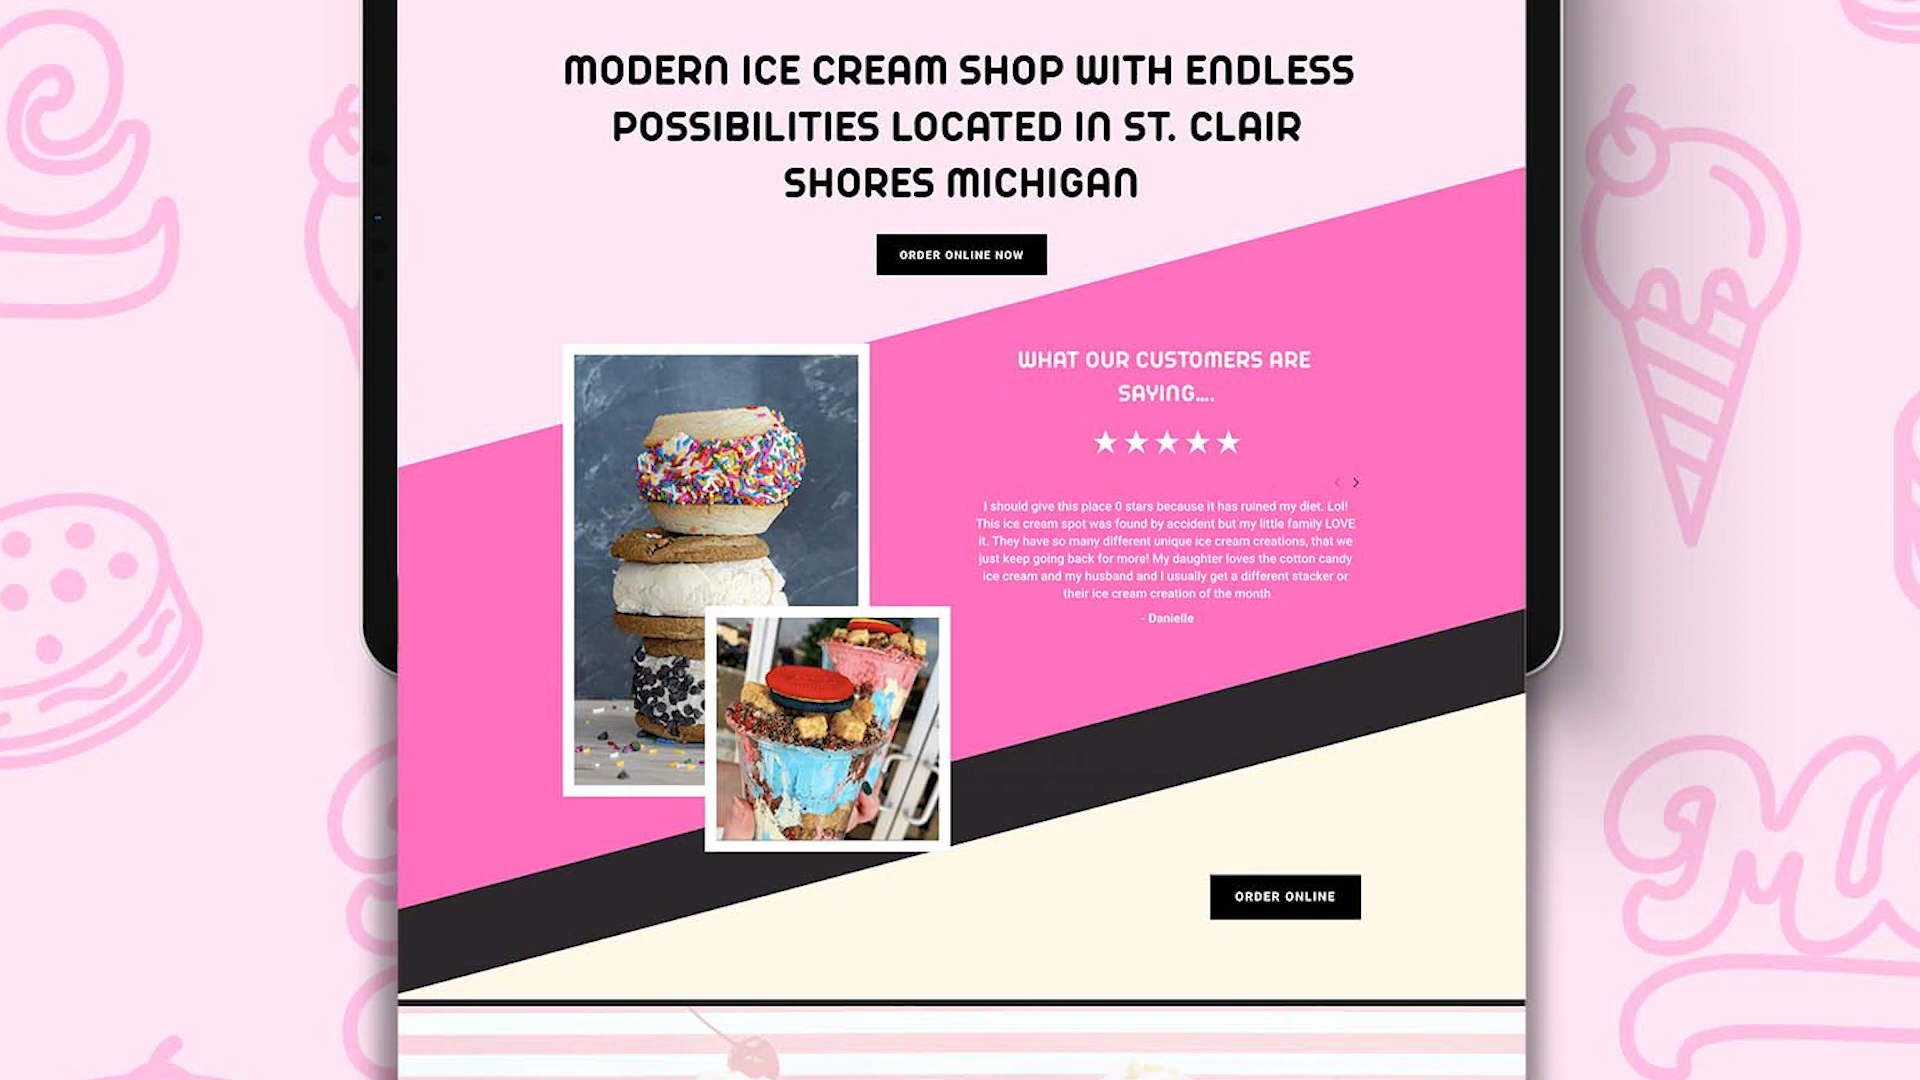 MODERN ICE CREAM SHOP WITH ENDLESS
POSSIBILITIES LOCATED IN ST. CLAIR
SHORES MICHIGAN
ORDER ONLINE NOW
WHAT OUR CUSTOMERS ARE
SAYING....
I should give this place 0 stars because it has ruined my diet. Lol!
This ice cream spot was found by accident but my little family LOVE
it. They have so many different unique ice cream creations, that we
just keep going back for more! My daughter loves the cotton candy
ice cream and my husband and I usually get a different stacker or
their ice cream creation of the month
- Danielle
ORDER ONLINE